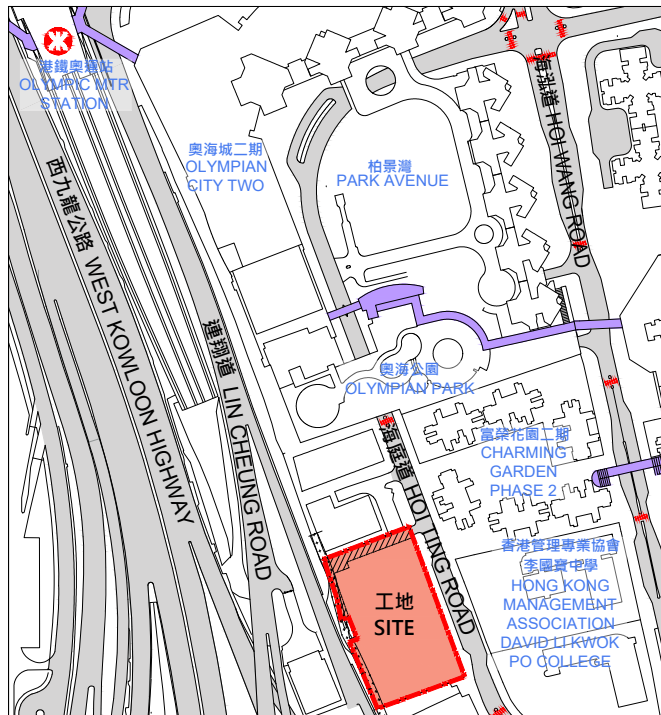 港鐵奧運站
OLYMPIC MTR
STATION
奧海城二期
OLYMPIAN
CITY TWO
柏景灣
PARK AVENUE
海泓道 HOI WANG ROAD
西九龍公路 WEST KOWLOON HIGHWAY
連翔道 LIN CHEUNG ROAD
奧海公園
OLYMPIAN PARK
海庭道 HOI TING ROAD
富榮花園二期
CHARMING
GARDEN
PHASE 2
香港管理專業協會
李國寶中學
HONG KONG
MANAGEMENT
ASSOCIATION
DAVID LI KWOK
PO COLLEGE
工地
SITE